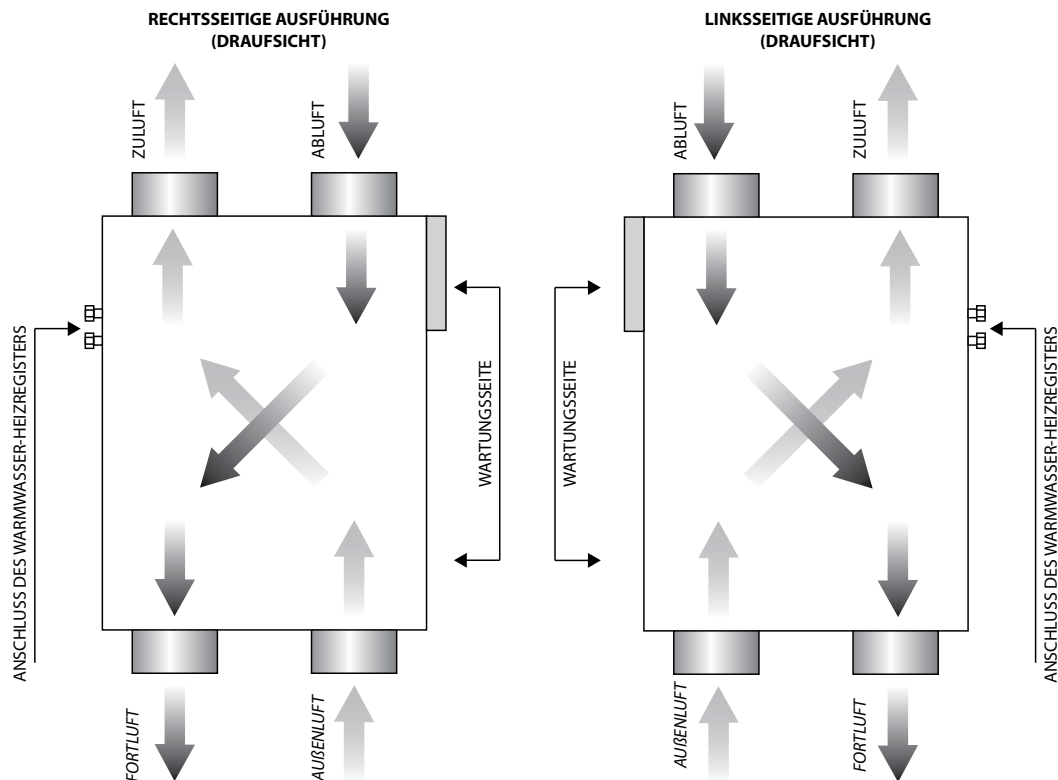 RECHTSSEITIGE AUSFÜHRUNG
(DRAUFSICHT)
ZULUFT
ABLUFT
ANSCHLUSS DES WARMWASSER-HEIZREGISTERS
WARTUNGSSEITE
FORTLUFT
AUßENLUFT
LINKSSEITIGE AUSFÜHRUNG
(DRAUFSICHT)
ABLUFT
ZULUFT
WARTUNGSSEITE
ANSCHLUSS DES WARMWASSER-HEIZREGISTERS
AUßENLUFT
FORTLUFT